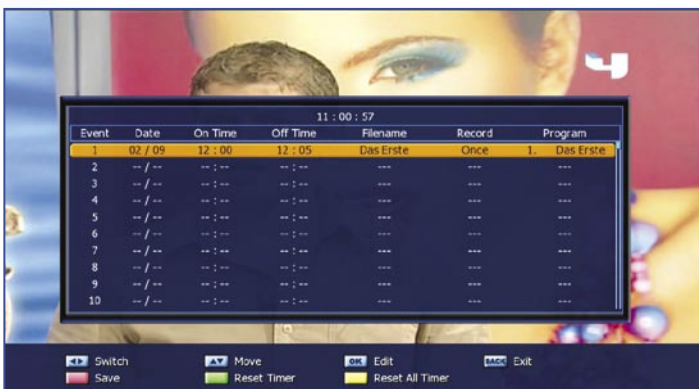 11 : 00 : 57
Event Date On Time Off Time Filename Record Program
1 02 / 09 12 : 00 12 : 05 Das Erste Once 1. Das Erste
2 -- / -- -- : -- -- : -- --- --- ---
3 -- / -- -- : -- -- : -- --- --- ---
4 -- / -- -- : -- -- : -- --- --- ---
5 -- / -- -- : -- -- : -- --- --- ---
6 -- / -- -- : -- -- : -- --- --- ---
7 -- / -- -- : -- -- : -- --- --- ---
8 -- / -- -- : -- -- : -- --- --- ---
9 -- / -- -- : -- -- : -- --- --- ---
10 -- / -- -- : -- -- : -- --- --- ---
Switch Move OK Edit BACK Exit
Save Reset Timer Reset All Timer